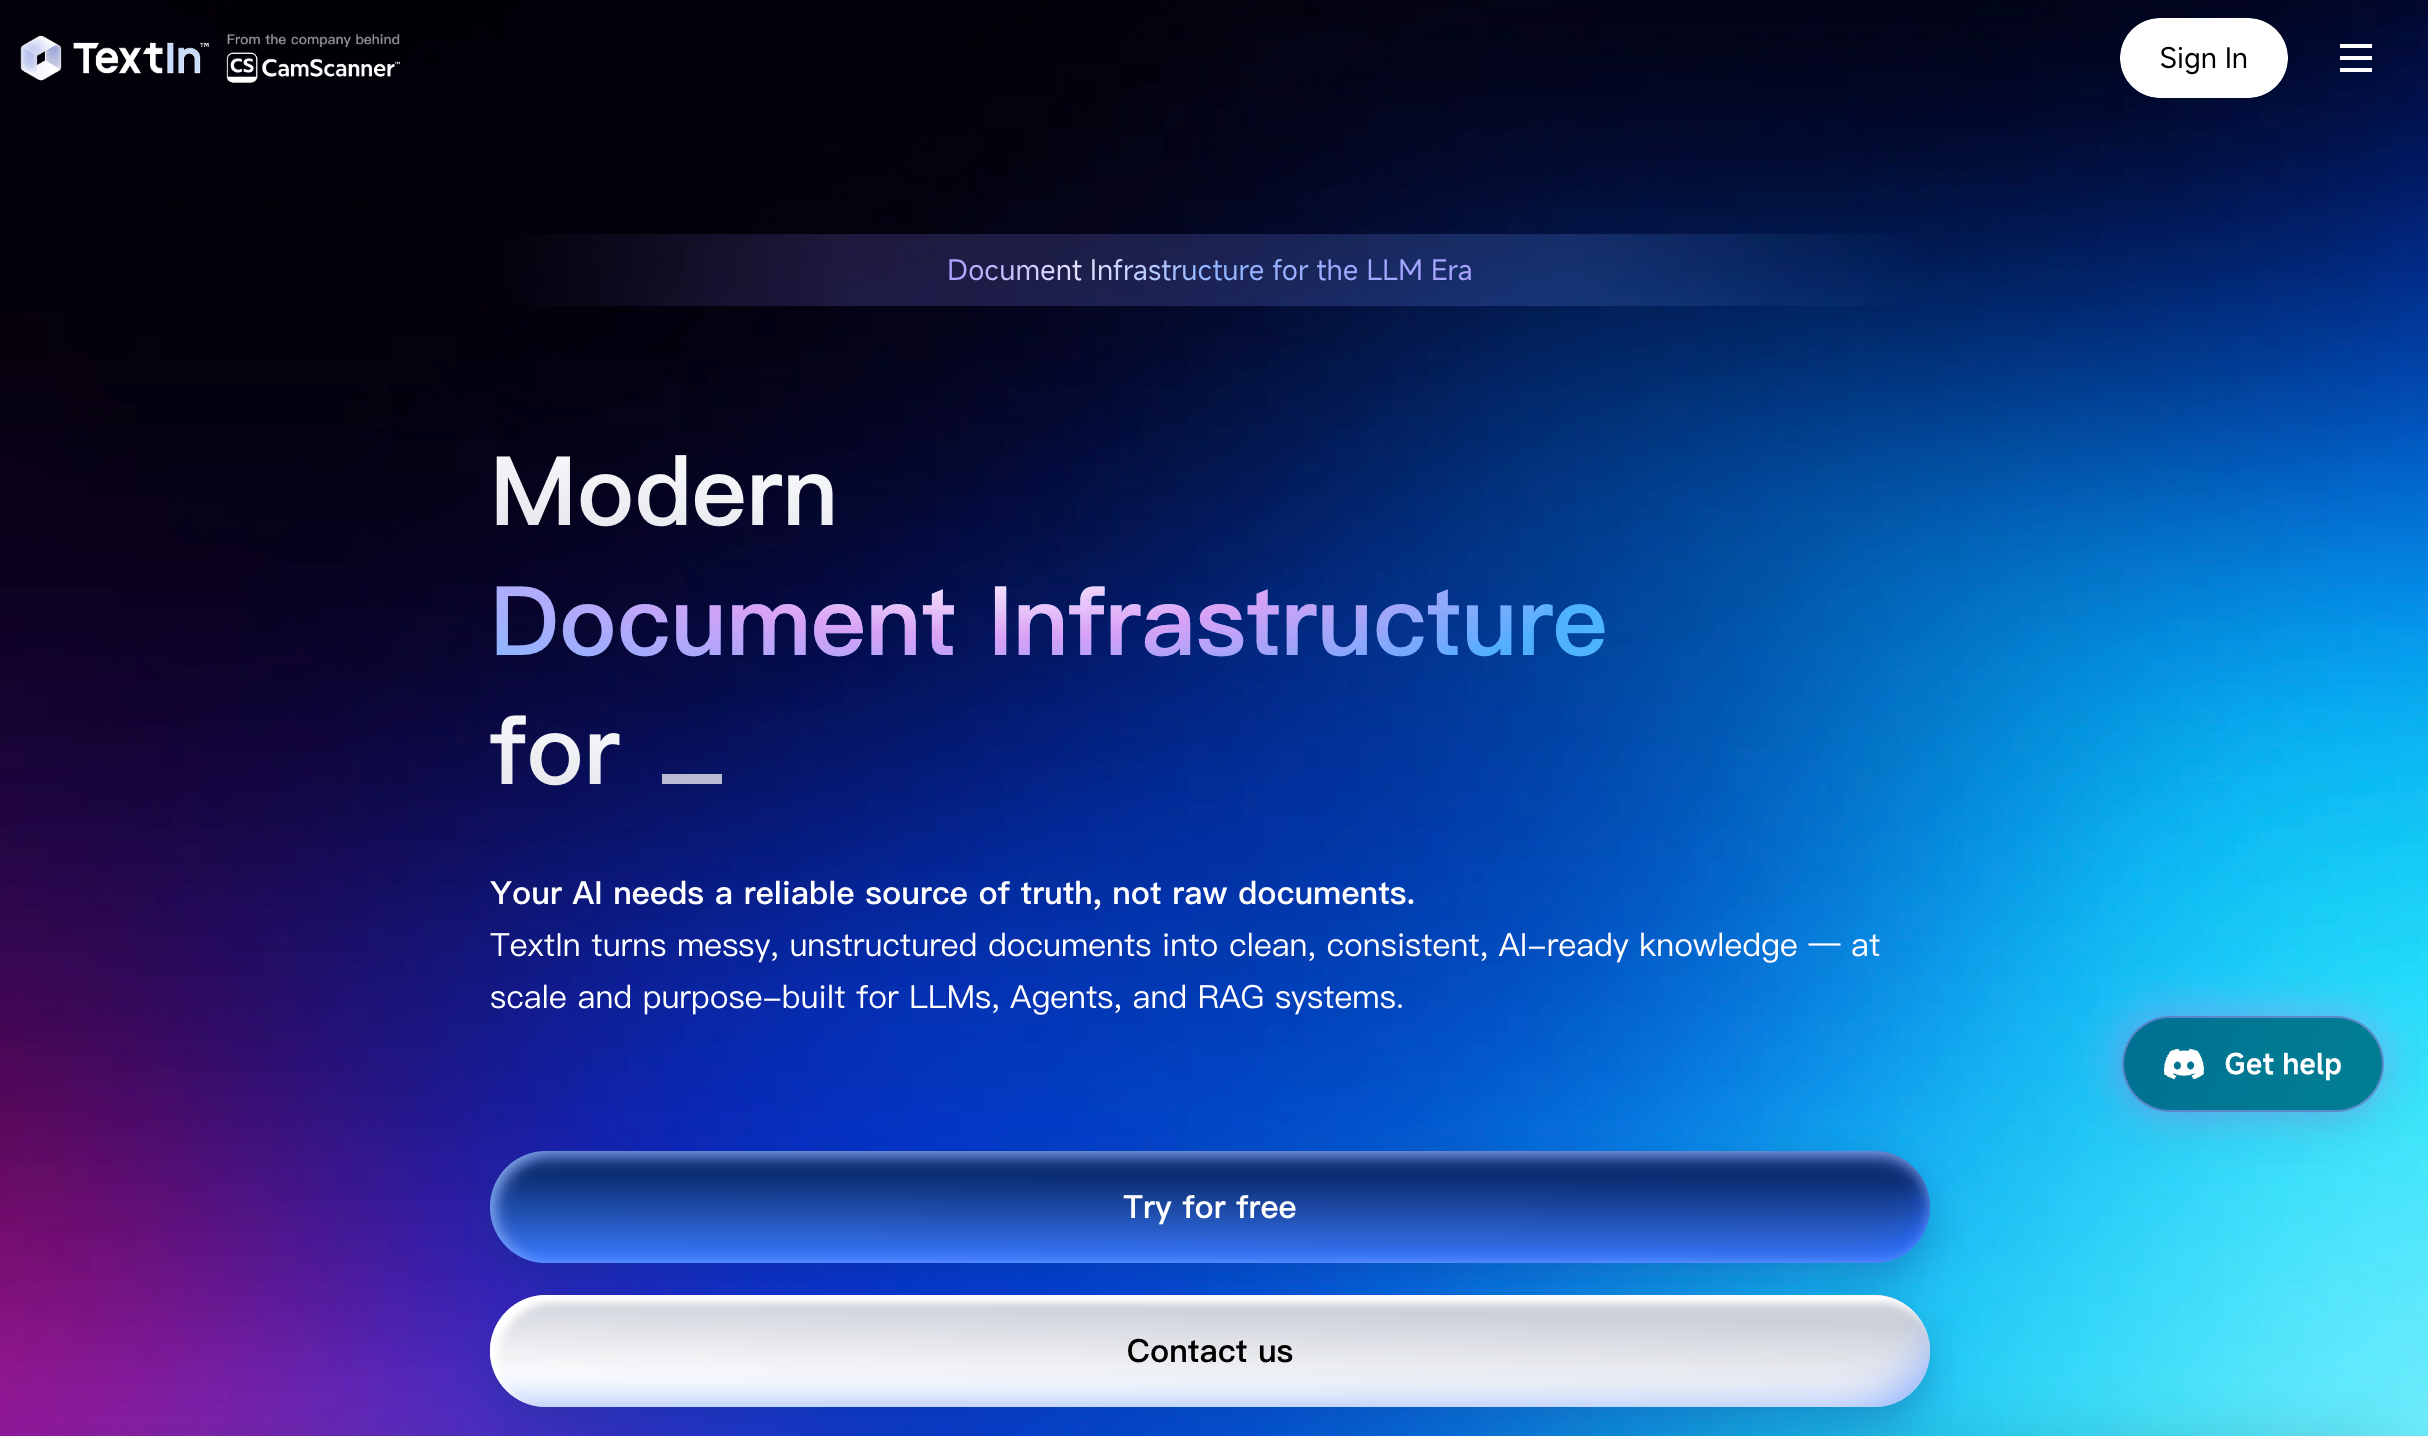 TextIn™
From the company behind
CS CamScanner™
Sign In
Document Infrastructure for the LLM Era
Modern
Document Infrastructure
for _
Your AI needs a reliable source of truth, not raw documents.
TextIn turns messy, unstructured documents into clean, consistent, AI-ready knowledge — at
scale and purpose-built for LLMs, Agents, and RAG systems.
Get help
Try for free
Contact us